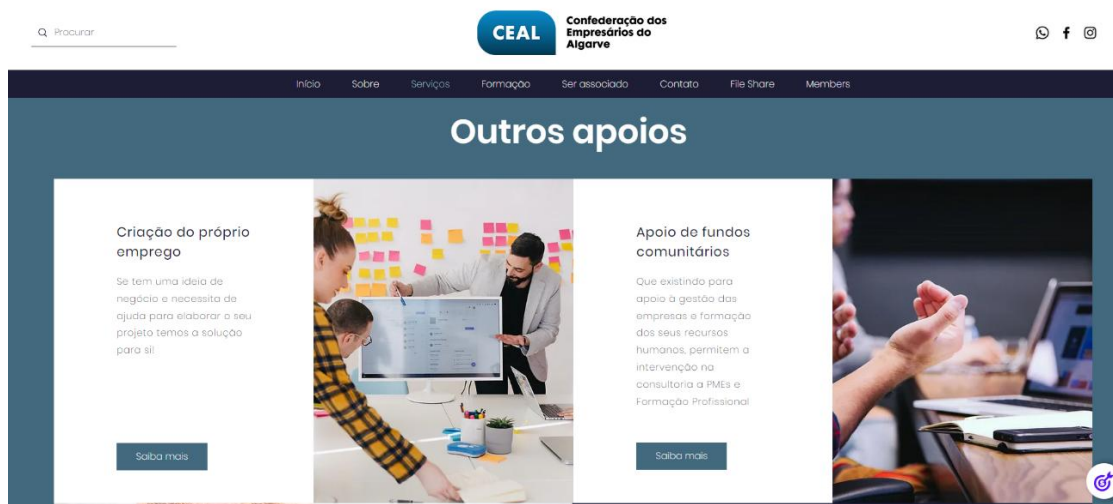 Procurar
CEAL
Confederação dos
Empresários do
Algarve
Início Sobre Serviços Formação Ser associado Contato File Share Members
Outros apoios
Criação do próprio
emprego
Se tem uma ideia de
negócio e necessita de
ajuda para elaborar o seu
projeto temos a solução
para si!
Saiba mais
Apoio de fundos
comunitários
Que existindo para
apoio à gestão das
empresas e formação
dos seus recursos
humanos, permitem a
intervenção na
consultoria a PMEs e
Formação Profissional
Saiba mais